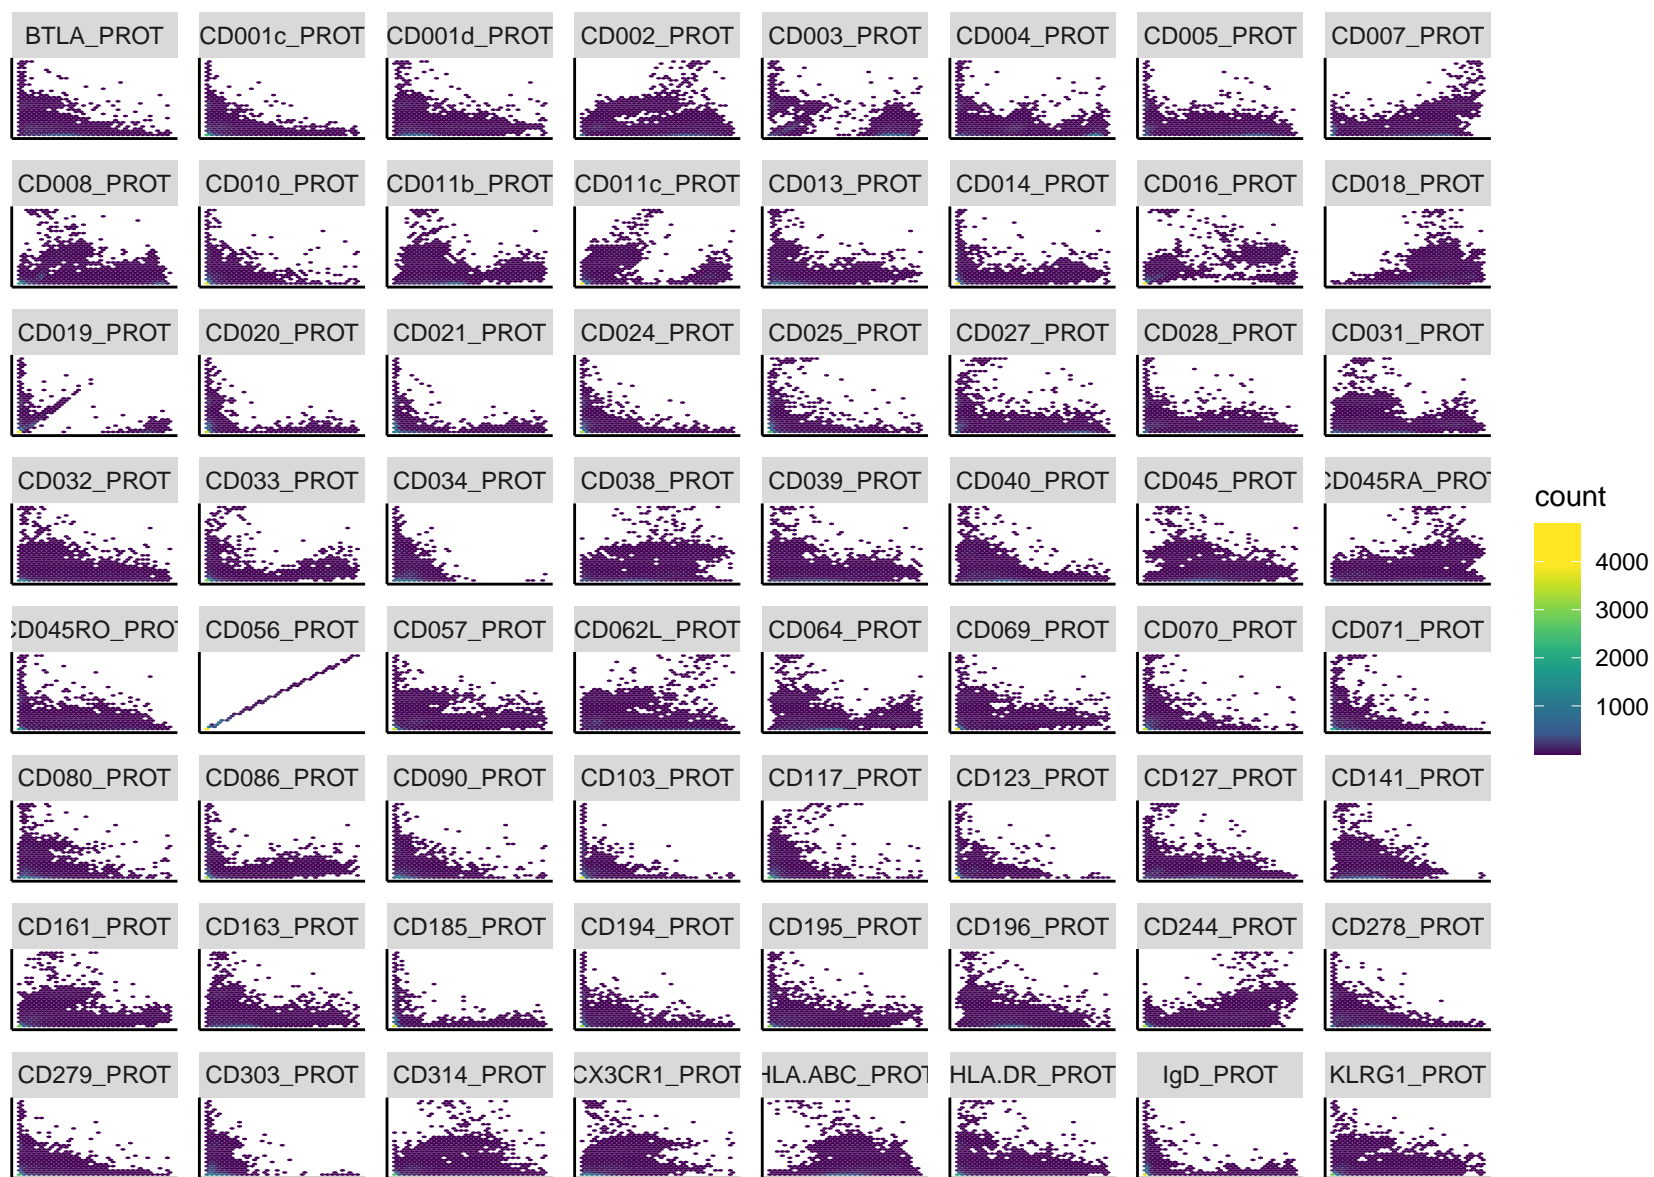 BTLA_PROT CD001c_PROT CD001d_PROT CD002_PROT CD003_PROT CD004_PROT CD005_PROT CD007_PROT
CD008_PROT CD010_PROT CD011b_PROT CD011c_PROT CD013_PROT CD014_PROT CD016_PROT CD018_PROT
CD019_PROT CD020_PROT CD021_PROT CD024_PROT CD025_PROT CD027_PROT CD028_PROT CD031_PROT
CD032_PROT CD033_PROT CD034_PROT CD038_PROT CD039_PROT CD040_PROT CD045_PROT CD045RA_PROT
count
4000
3000
2000
1000
CD045RO_PROT CD056_PROT CD057_PROT CD062L_PROT CD064_PROT CD069_PROT CD070_PROT CD071_PROT
CD080_PROT CD086_PROT CD090_PROT CD103_PROT CD117_PROT CD123_PROT CD127_PROT CD141_PROT
CD161_PROT CD163_PROT CD185_PROT CD194_PROT CD195_PROT CD196_PROT CD244_PROT CD278_PROT
CD279_PROT CD303_PROT CD314_PROT CX3CR1_PROT HLA.ABC_PROT HLA.DR_PROT IgD_PROT KLRG1_PROT